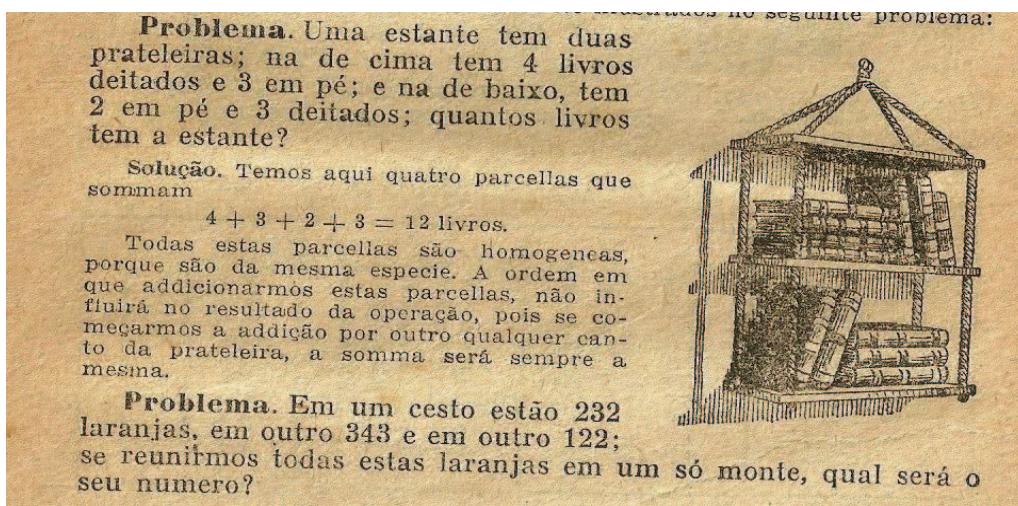 illustrados no seguinte problema:
Problema. Uma estante tem duas
prateleiras; na de cima tem 4 livros
deitados e 3 em pé; e na de baixo, tem
2 em pé e 3 deitados; quantos livros
tem a estante?
Solução. Temos aqui quatro parcellas que
sommam
4 + 3 + 2 + 3 = 12 livros.
Todas estas parcellas são homogeneas,
porque são da mesma especie. A ordem em
que addicionarmos estas parcellas, não in-
fluirá no resultado da operação, pois se co-
meçarmos a addição por outro qualquer can-
to da prateleira, a somma será sempre a
mesma.
Problema. Em um cesto estão 232
laranjas, em outro 343 e em outro 122;
se reunirmos todas estas laranjas em um só monte, qual será o
seu numero?